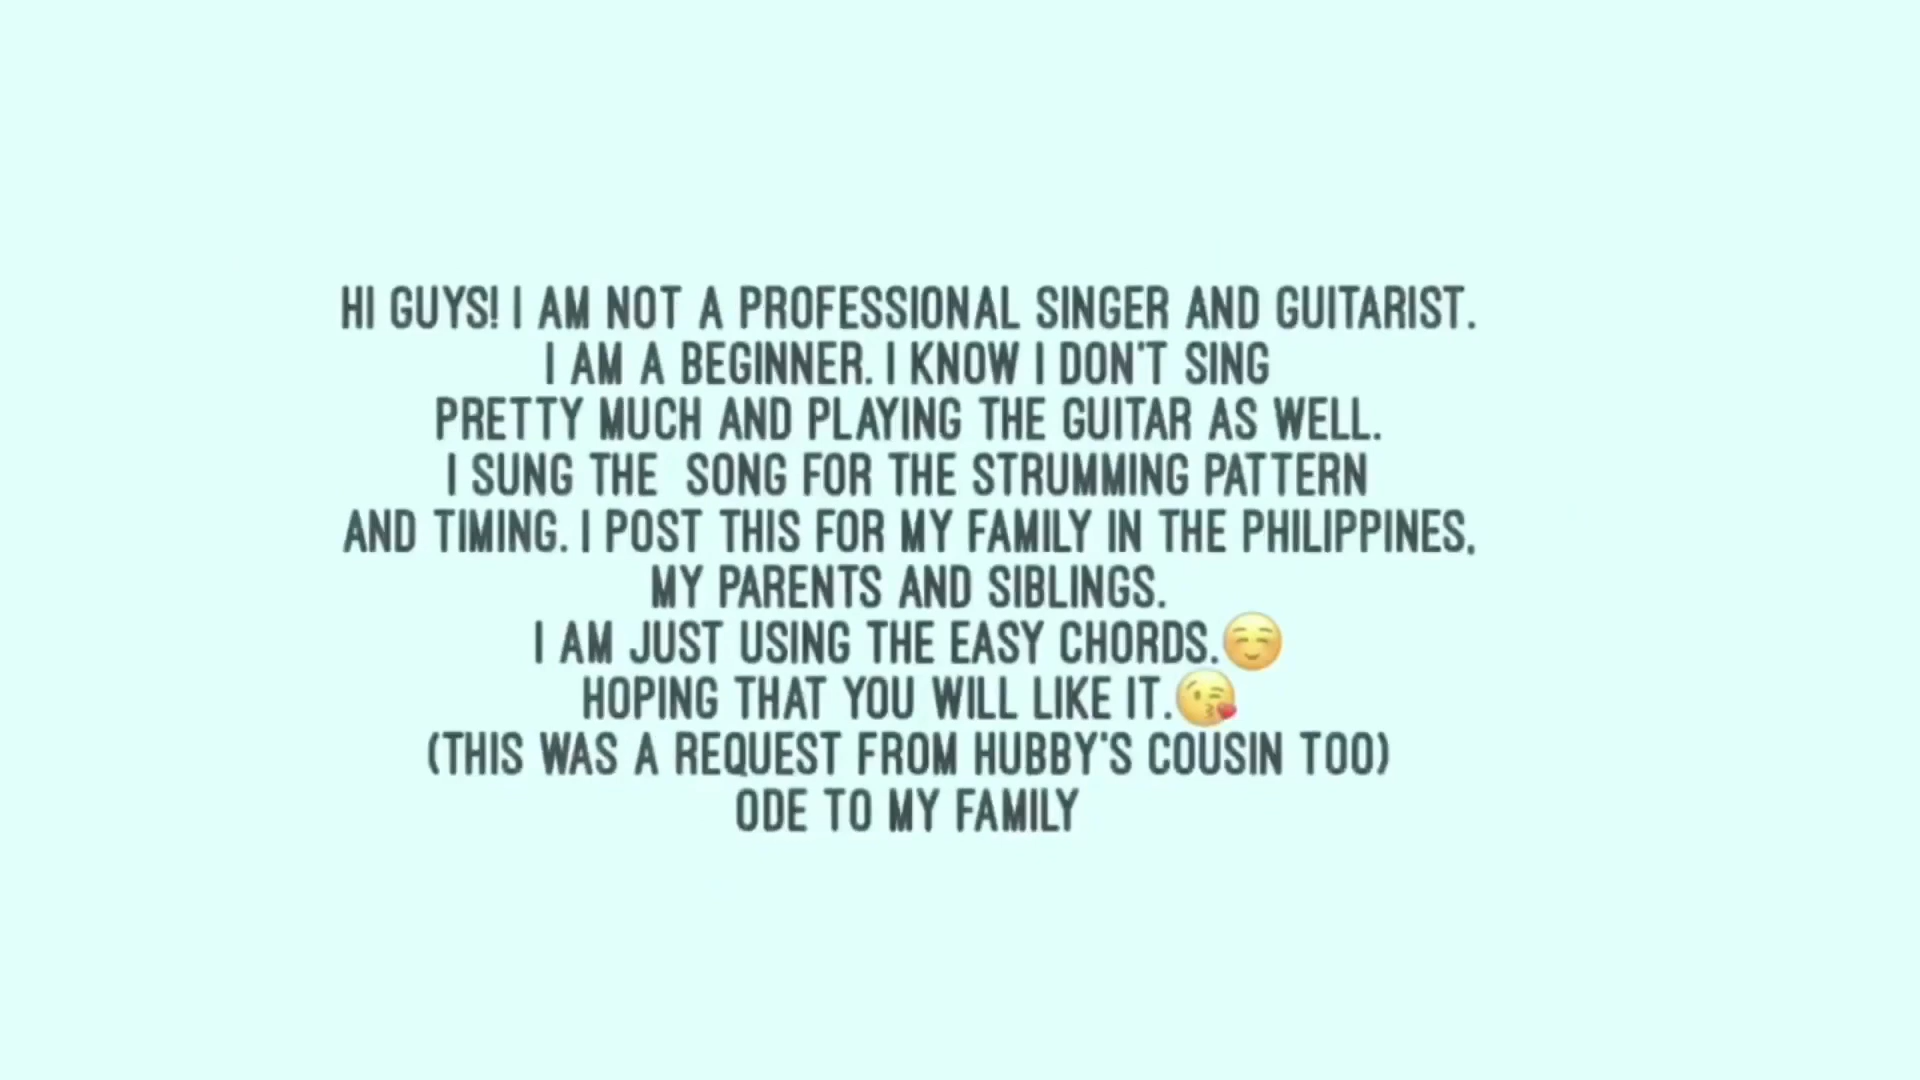 HI GUYS! I AM NOT A PROFESSIONAL SINGER AND GUITARIST.
I AM A BEGINNER. I KNOW I DON'T SING
PRETTY MUCH AND PLAYING THE GUITAR AS WELL.
I SUNG THE SONG FOR THE STRUMMING PATTERN
AND TIMING. I POST THIS FOR MY FAMILY IN THE PHILIPPINES,
MY PARENTS AND SIBLINGS.
I AM JUST USING THE EASY CHORDS.☺️
HOPING THAT YOU WILL LIKE IT.😘
(THIS WAS A REQUEST FROM HUBBY'S COUSIN TOO)
ODE TO MY FAMILY